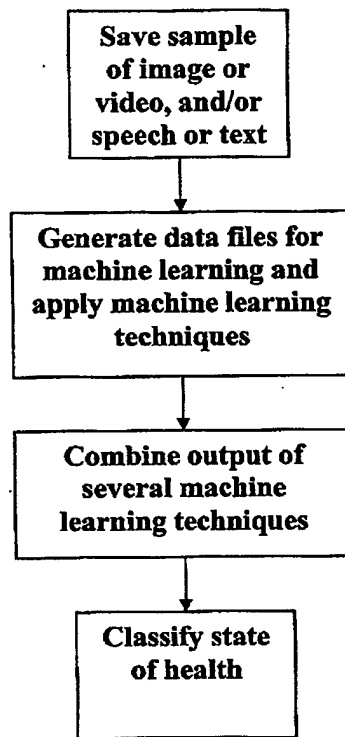 Save sample
of image or
video, and/or
speech or text
Generate data files for
machine learning and
apply machine learning
techniques
Combine output of
several machine
learning techniques
Classify state
of health